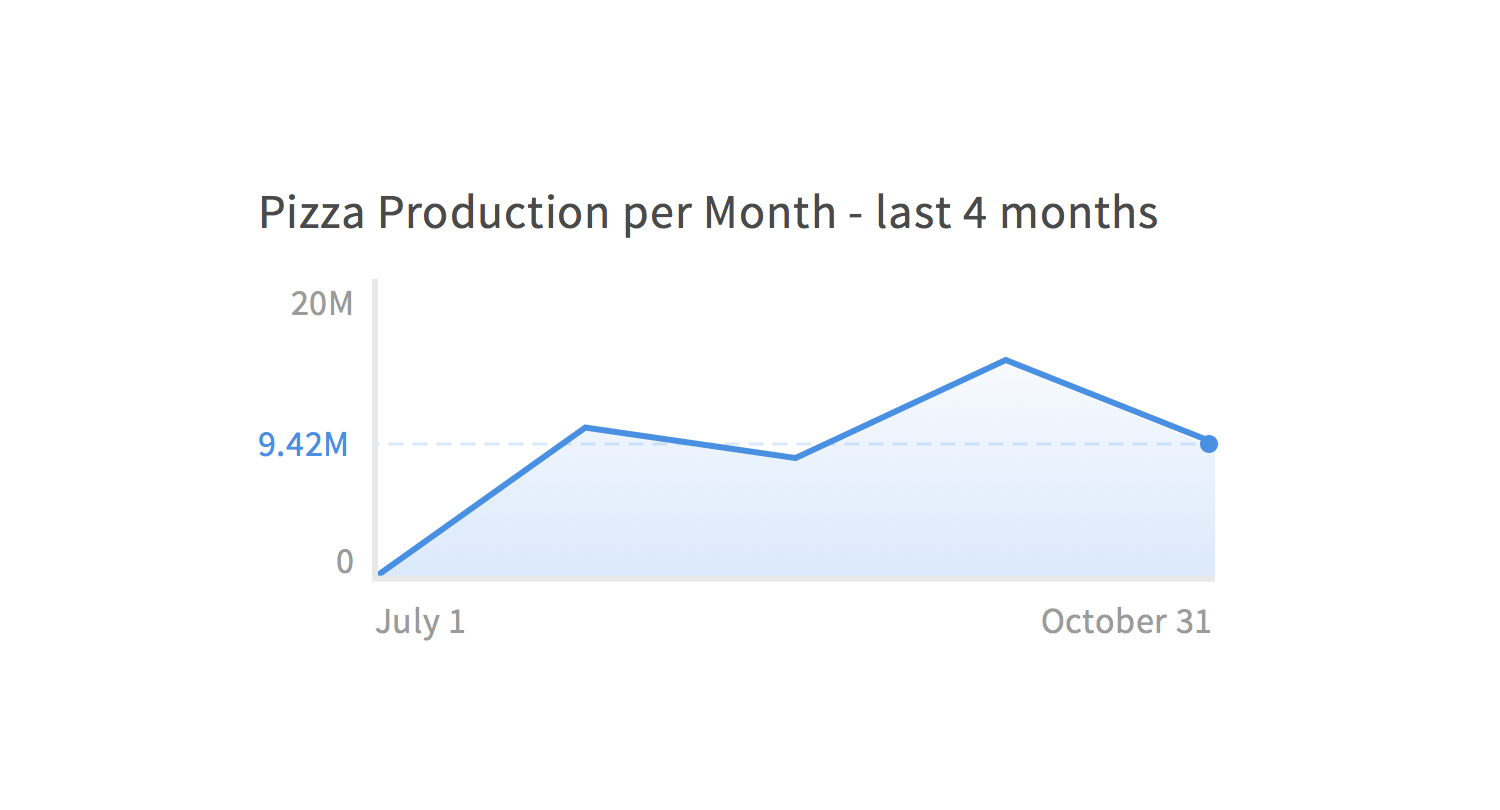 Pizza Production per Month - last 4 months
20M
9.42M
0
July 1
October 31